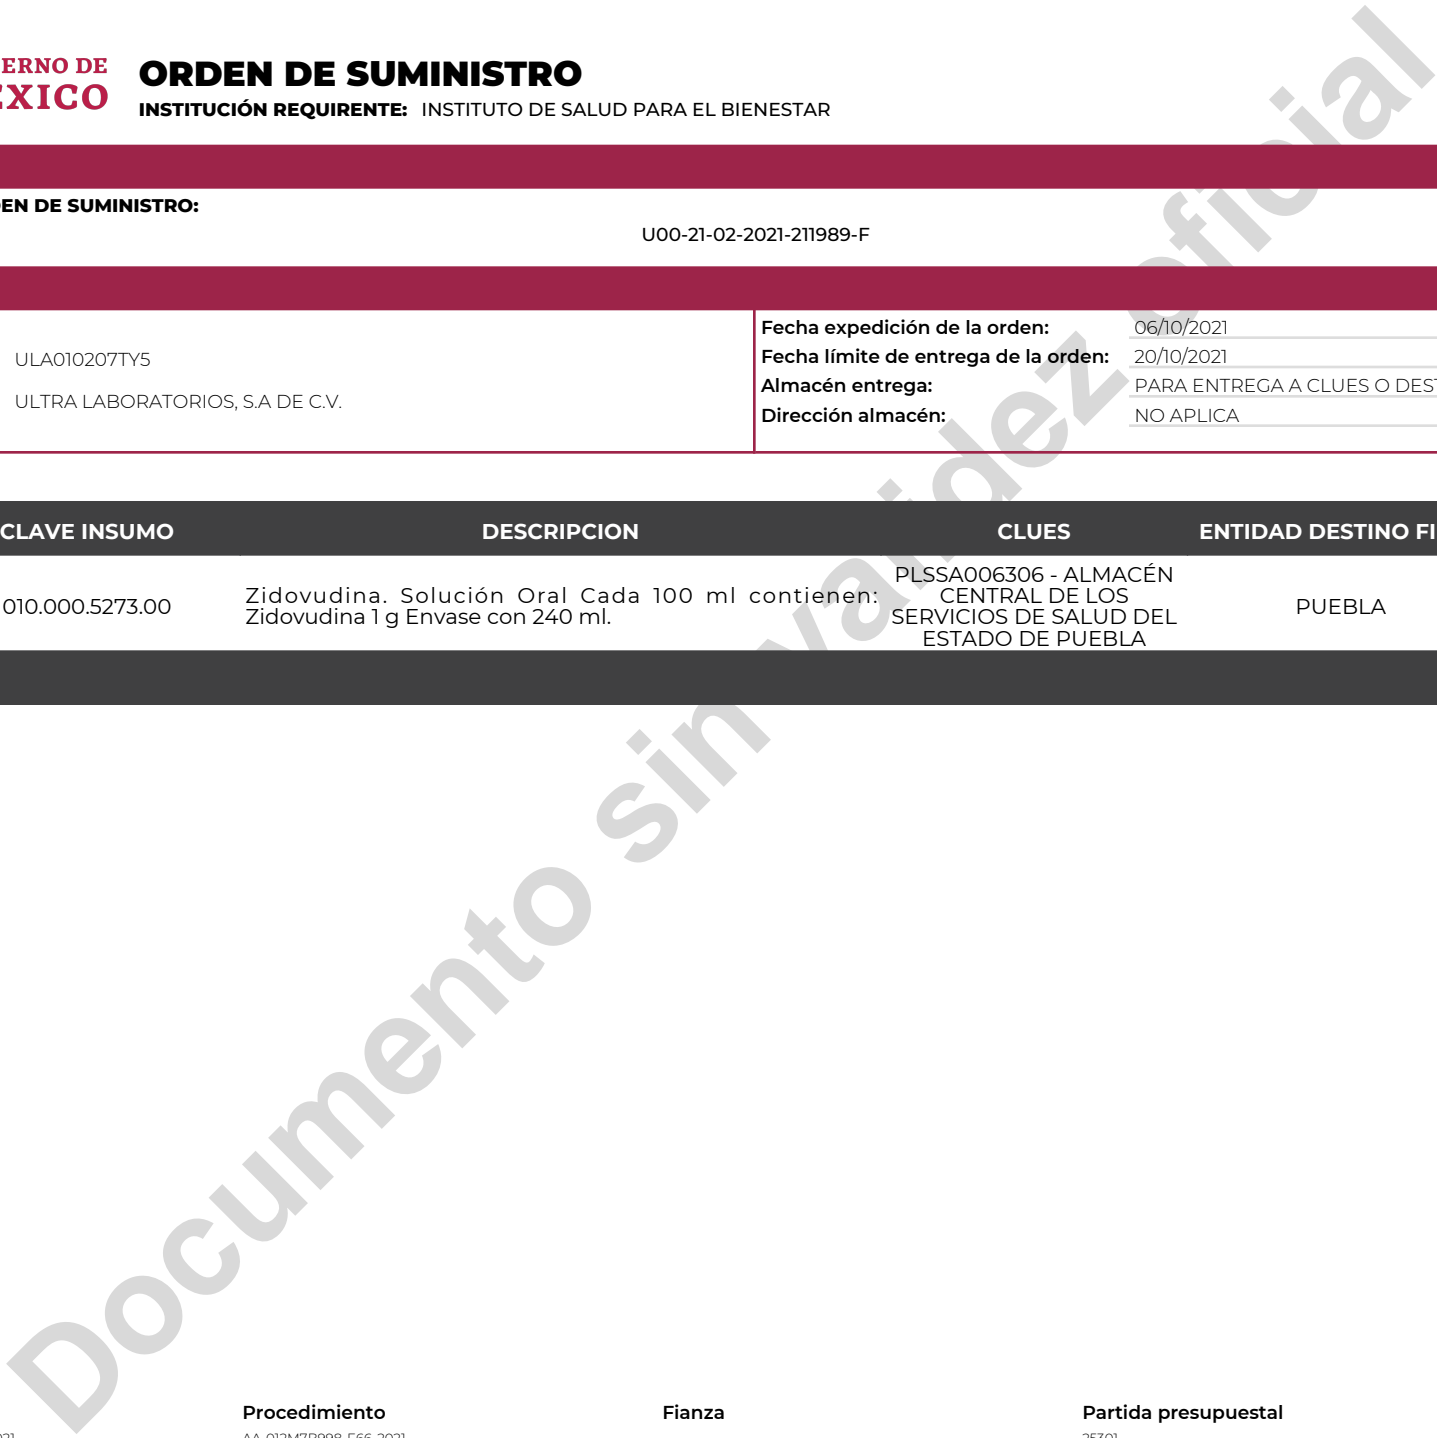 ERNO DE
ÉXICO
ORDEN DE SUMINISTRO
INSTITUCIÓN REQUIRENTE: INSTITUTO DE SALUD PARA EL BIENESTAR
EN DE SUMINISTRO:
U00-21-02-2021-211989-F
ULA010207TY5
ULTRA LABORATORIOS, S.A DE C.V.
Fecha expedición de la orden: 06/10/2021
Fecha límite de entrega de la orden: 20/10/2021
Almacén entrega: PARA ENTREGA A CLUES O DEST
Dirección almacén: NO APLICA
CLAVE INSUMO DESCRIPCION CLUES ENTIDAD DESTINO FI
010.000.5273.00
Zidovudina. Solución Oral Cada 100 ml contienen:
Zidovudina 1 g Envase con 240 ml.
PLSSA006306 - ALMACÉN
CENTRAL DE LOS
SERVICIOS DE SALUD DEL
ESTADO DE PUEBLA
PUEBLA
Documento sin validez oficial
Procedimiento Fianza Partida presupuestal